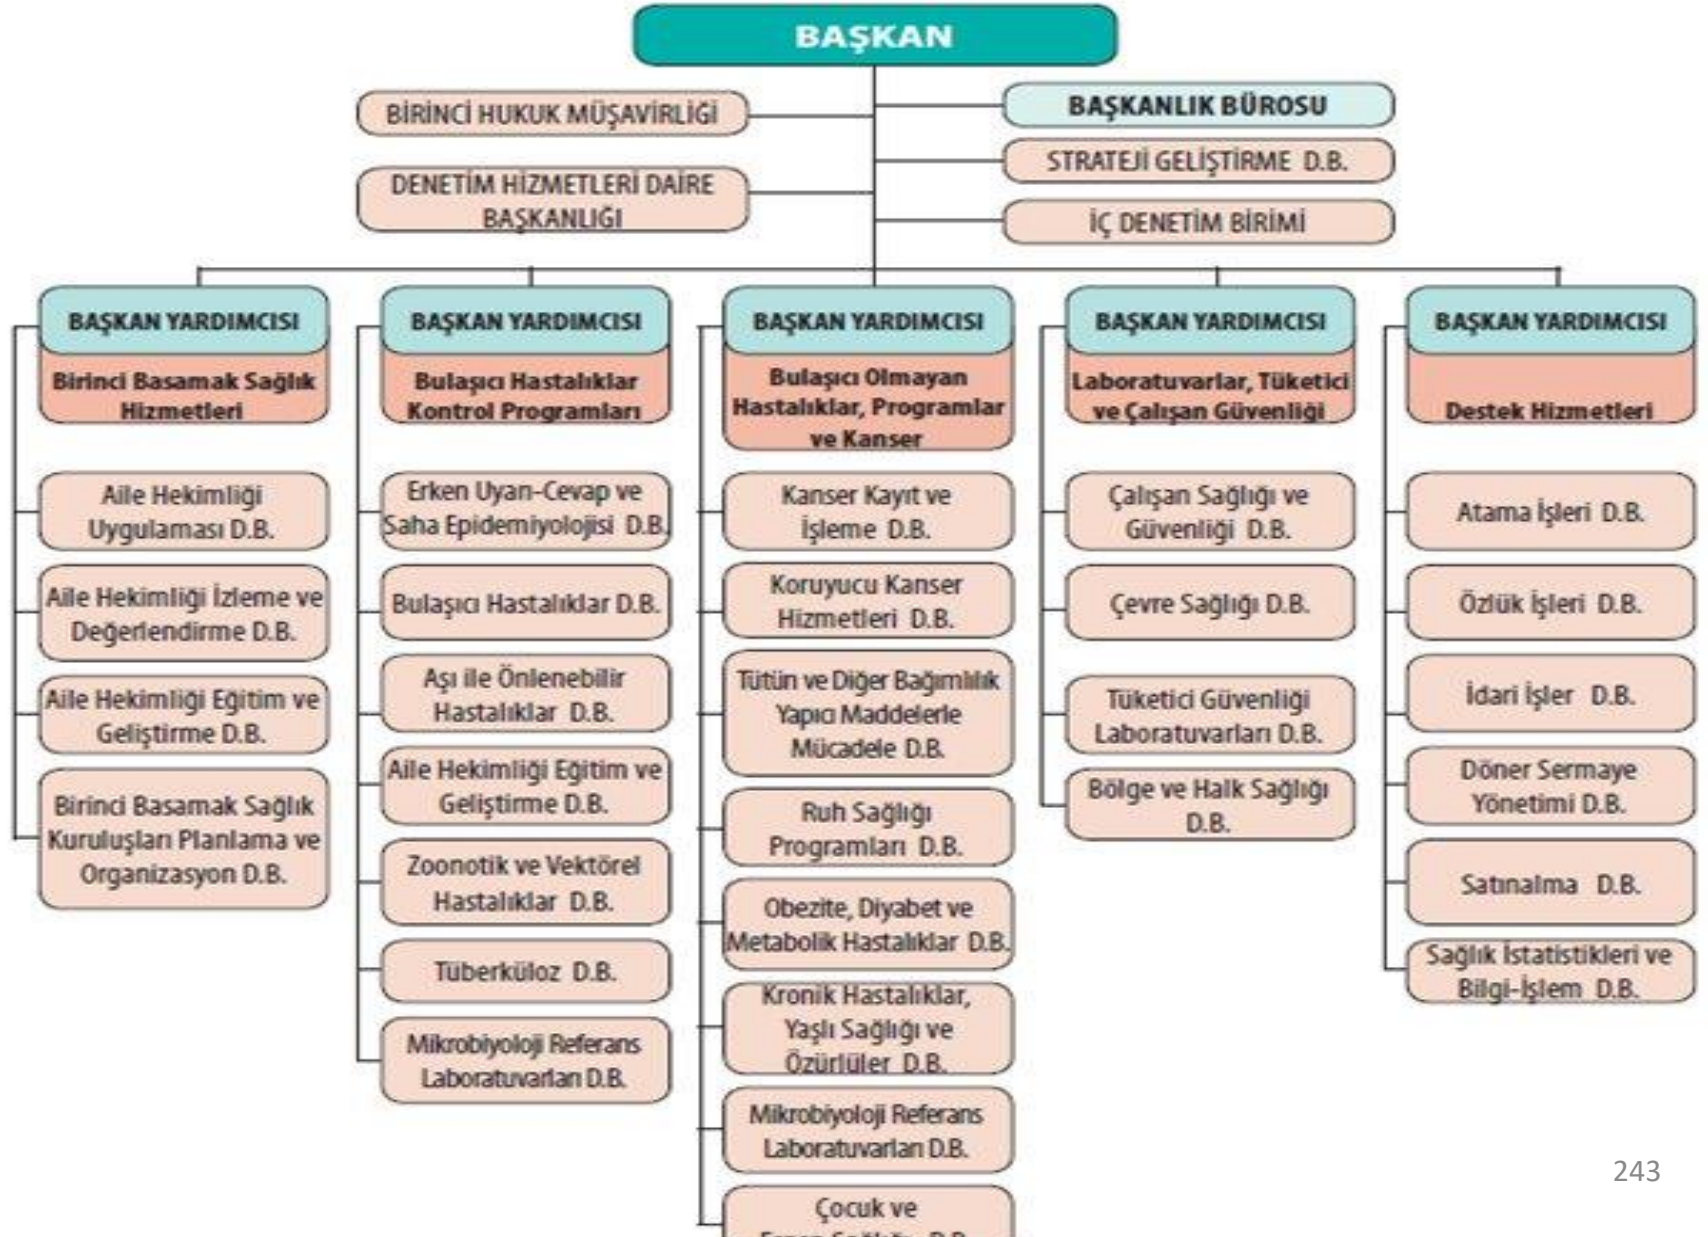 BAŞKAN
BİRİNCİ HUKUK MÜŞAVİRLİĞİ
DENETİM HİZMETLERİ DAİRE
BAŞKANLIĞI
BAŞKANLIK BÜROSU
STRATEJİ GELİŞTİRME D.B.
İÇ DENETİM BİRİMİ
BAŞKAN YARDIMCISI
Birinci Basamak Sağlık
Hizmetleri
Aile Hekimliği
Uygulaması D.B.
Aile Hekimliği İzleme ve
Değerlendirme D.B.
Aile Hekimliği Eğitim ve
Geliştirme D.B.
Birinci Basamak Sağlık
Kuruluşları Planlama ve
Organizasyon D.B.
BAŞKAN YARDIMCISI
Bulaşıcı Hastalıklar
Kontrol Programları
Erken Uyarı-Cevap ve
Saha Epidemiyolojisi D.B.
Bulaşıcı Hastalıklar D.B.
Aşı ile Önlenebilir
Hastalıklar D.B.
Aile Hekimliği Eğitim ve
Geliştirme D.B.
Zoonotik ve Vektörel
Hastalıklar D.B.
Tüberküloz D.B.
Mikrobiyoloji Referans
Laboratuvarları D.B.
BAŞKAN YARDIMCISI
Bulaşıcı Olmayan
Hastalıklar, Programlar
ve Kanser
Kanser Kayıt ve
İşleme D.B.
Koruyucu Kanser
Hizmetleri D.B.
Tütün ve Diğer Bağımlılık
Yapıcı Maddelerle
Mücadele D.B.
Ruh Sağlığı
Programları D.B.
Obezite, Diyabet ve
Metabolik Hastalıklar D.B.
Kronik Hastalıklar,
Yaşlı Sağlığı ve
Özürlüler D.B.
Mikrobiyoloji Referans
Laboratuvarları D.B.
Çocuk ve
BAŞKAN YARDIMCISI
Laboratuvarlar, Tüketici
ve Çalışan Güvenliği
Çalışan Sağlığı ve
Güvenliği D.B.
Çevre Sağlığı D.B.
Tüketici Güvenliği
Laboratuvarları D.B.
Bölge ve Halk Sağlığı
D.B.
BAŞKAN YARDIMCISI
Destek Hizmetleri
Atama İşleri D.B.
Özlük İşleri D.B.
İdari İşler D.B.
Döner Sermaye
Yönetimi D.B.
Satınalma D.B.
Sağlık İstatistikleri ve
Bilgi-İşlem D.B.
243